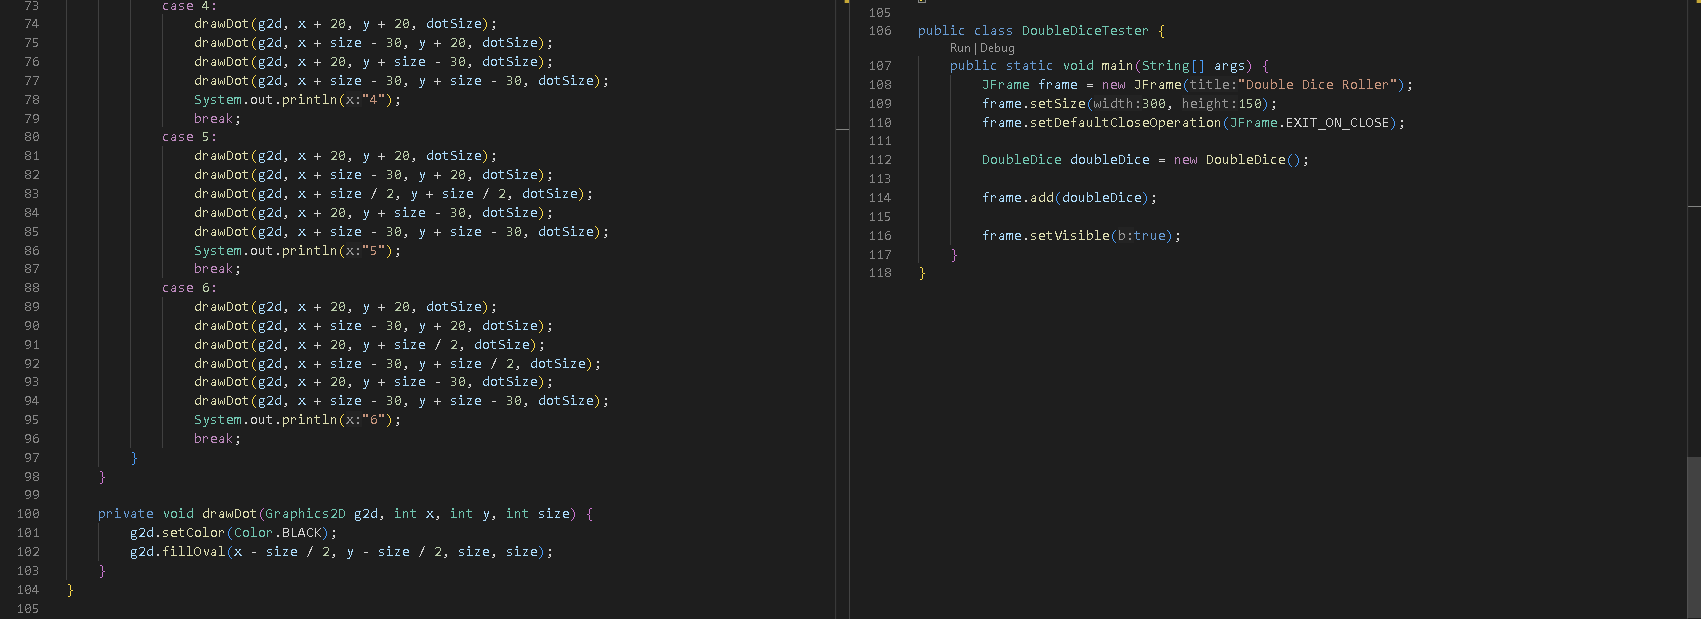 73 case 4:
74 drawDot(g2d, x + 20, y + 20, dotSize);
75 drawDot(g2d, x + size - 30, y + 20, dotSize);
76 drawDot(g2d, x + 20, y + size - 30, dotSize);
77 drawDot(g2d, x + size - 30, y + size - 30, dotSize);
78 System.out.println(x:"4");
79 break;
80 case 5:
81 drawDot(g2d, x + 20, y + 20, dotSize);
82 drawDot(g2d, x + size - 30, y + 20, dotSize);
83 drawDot(g2d, x + size / 2, y + size / 2, dotSize);
84 drawDot(g2d, x + 20, y + size - 30, dotSize);
85 drawDot(g2d, x + size - 30, y + size - 30, dotSize);
86 System.out.println(x:"5");
87 break;
88 case 6:
89 drawDot(g2d, x + 20, y + 20, dotSize);
90 drawDot(g2d, x + size - 30, y + 20, dotSize);
91 drawDot(g2d, x + 20, y + size / 2, dotSize);
92 drawDot(g2d, x + size - 30, y + size / 2, dotSize);
93 drawDot(g2d, x + 20, y + size - 30, dotSize);
94 drawDot(g2d, x + size - 30, y + size - 30, dotSize);
95 System.out.println(x:"6");
96 break;
97 }
98 }
99
100 private void drawDot(Graphics2D g2d, int x, int y, int size) {
101 g2d.setColor(Color.BLACK);
102 g2d.fillOval(x - size / 2, y - size / 2, size, size);
103 }
104 }
105
105
106 public class DoubleDiceTester {
Run | Debug
107 public static void main(String[] args) {
108 JFrame frame = new JFrame(title:"Double Dice Roller");
109 frame.setSize(width:300, height:150);
110 frame.setDefaultCloseOperation(JFrame.EXIT_ON_CLOSE);
111
112 DoubleDice doubleDice = new DoubleDice();
113
114 frame.add(doubleDice);
115
116 frame.setVisible(b:true);
117 }
118 }